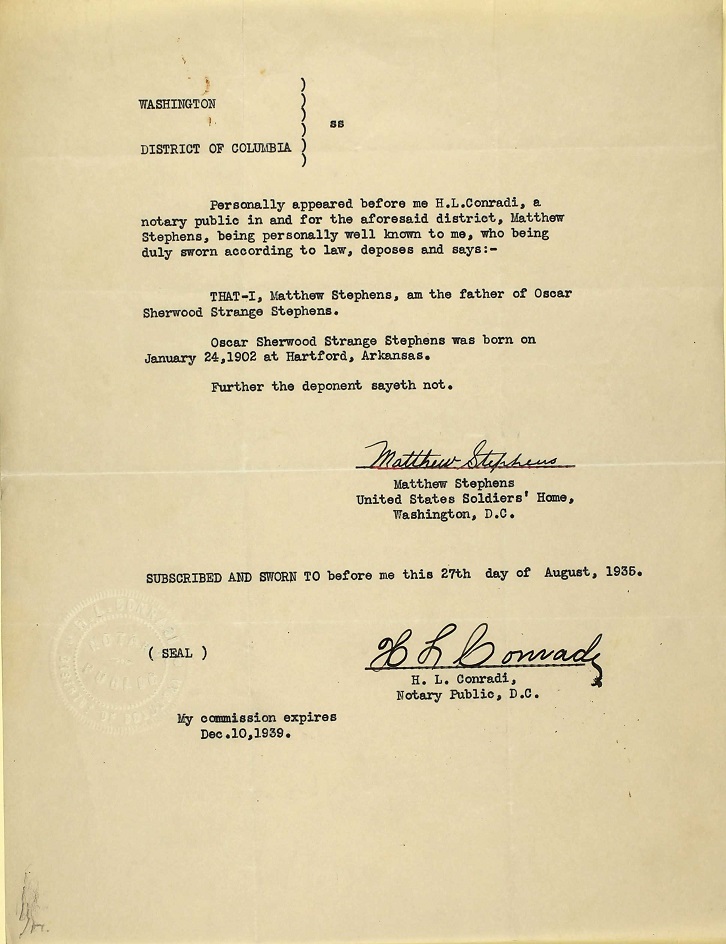 WASHINGTON
ss
DISTRICT OF COLUMBIA
Personally appeared before me H.L.Conradi, a
notary public in and for the aforesaid district, Matthew
Stephens, being personally well known to me, who being
duly sworn according to law, deposes and says:-
THAT-I, Matthew Stephens, am the father of Oscar
Sherwood Strange Stephens.
Oscar Sherwood Strange Stephens was born on
January 24,1902 at Hartford, Arkansas.
Further the deponent sayeth not.
Matthew Stephens
Matthew Stephens
United States Soldiers' Home,
Washington, D.C.
SUBSCRIBED AND SWORN TO before me this 27th day of August, 1935.
( SEAL )
H L Conradi
H. L. Conradi,
Notary Public, D.C.
My commission expires
Dec.10,1939.